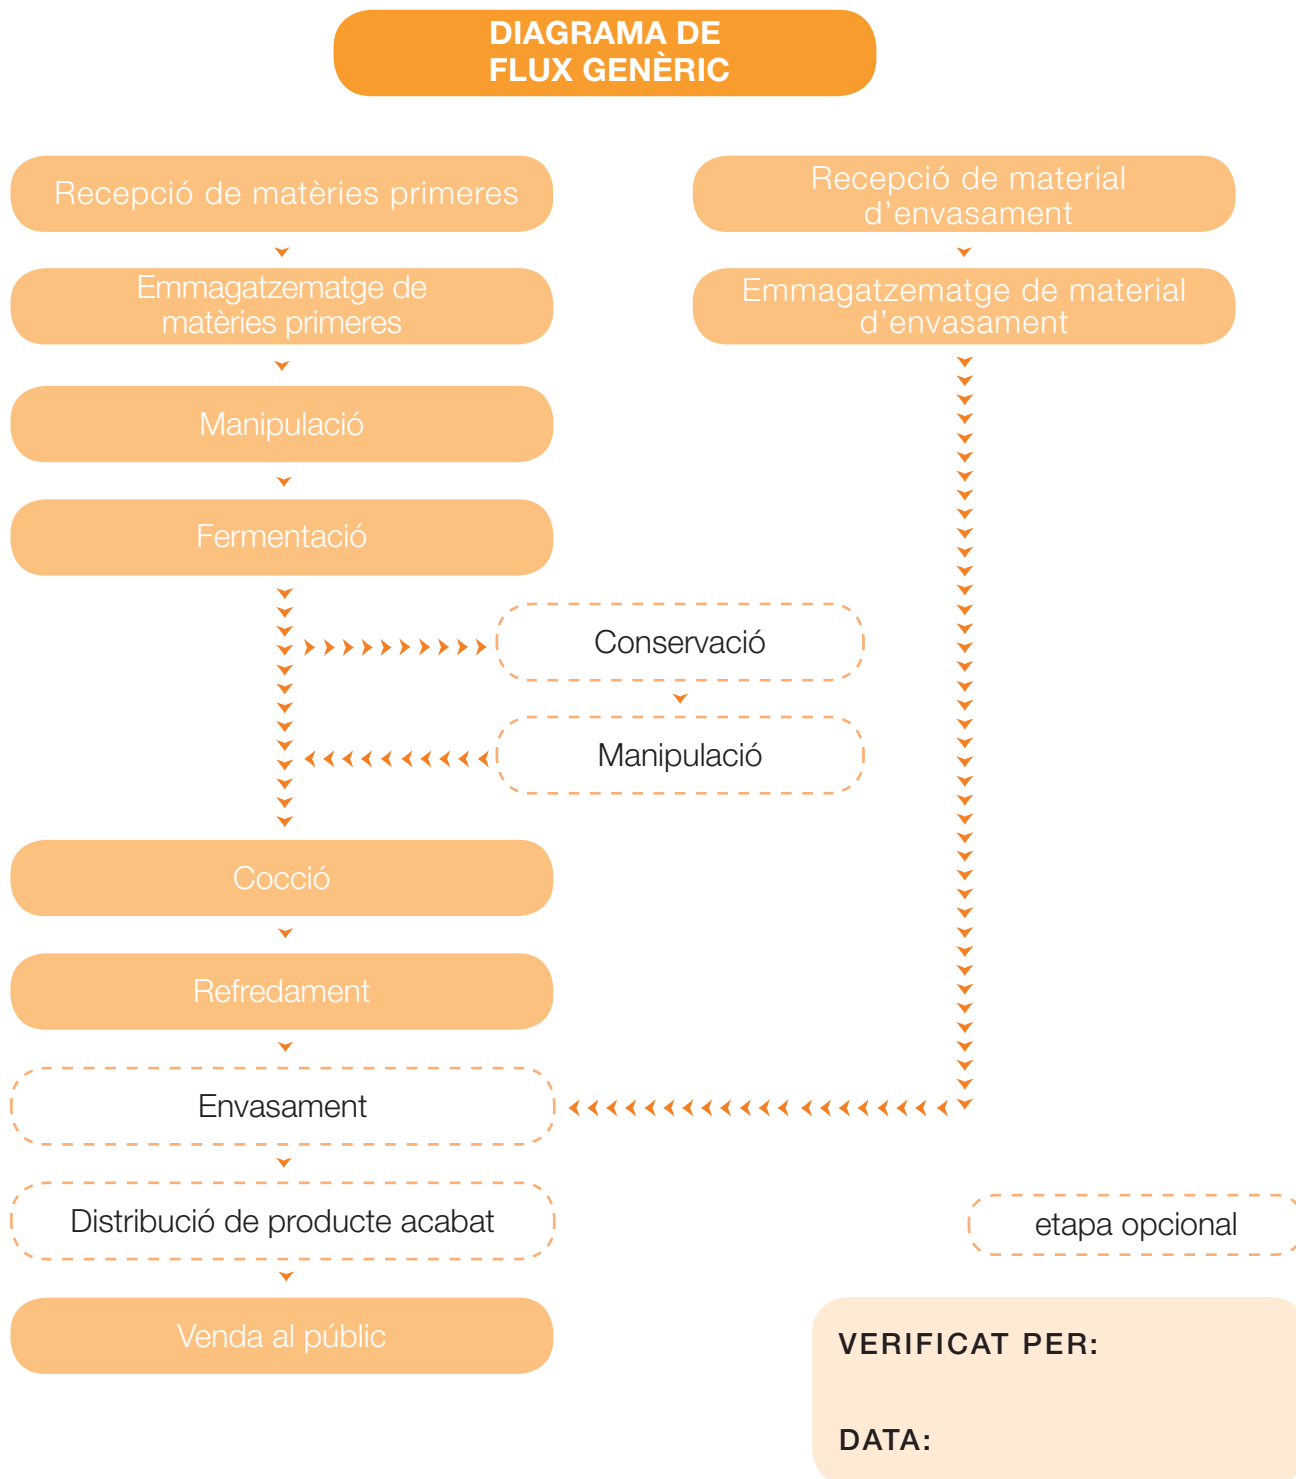 DIAGRAMA DE
FLUX GENÈRIC
Recepció de matèries primeres
Emmagatzematge de
matèries primeres
Manipulació
Fermentació
Recepció de material
d’envasament
Emmagatzematge de material
d’envasament
Conservació
Manipulació
Cocció
Refredament
Envasament
Distribució de producte acabat
Venda al públic
etapa opcional
VERIFICAT PER:
DATA: